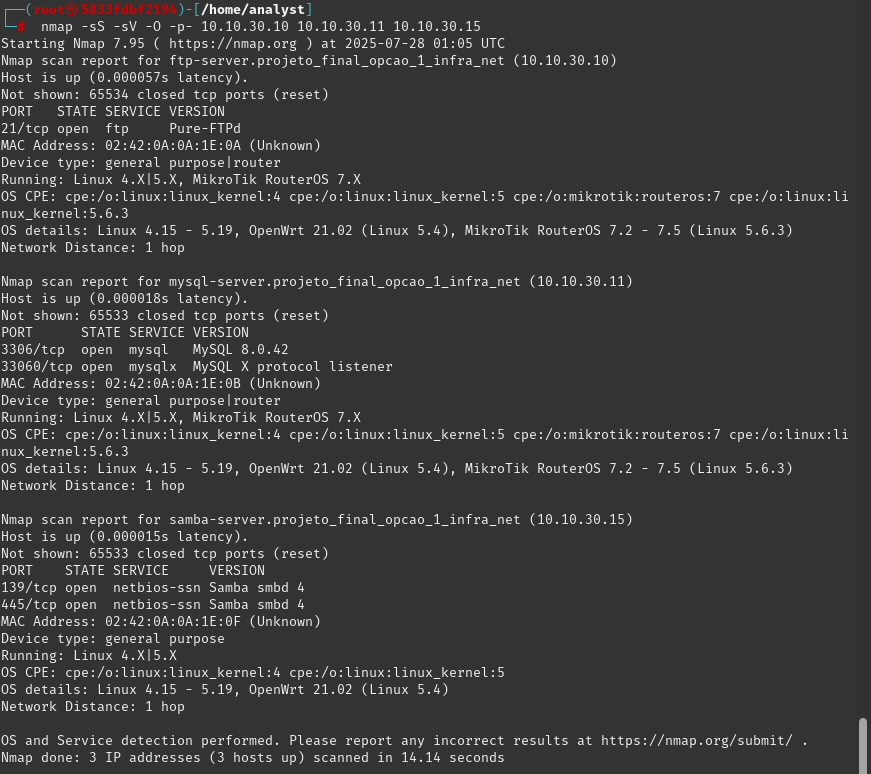 ┌──(root㉿5833fdbf2194)-[/home/analyst]
└─# nmap -sS -sV -O -p- 10.10.30.10 10.10.30.11 10.10.30.15
Starting Nmap 7.95 ( https://nmap.org ) at 2025-07-28 01:05 UTC
Nmap scan report for ftp-server.projeto_final_opcao_1_infra_net (10.10.30.10)
Host is up (0.000057s latency).
Not shown: 65534 closed tcp ports (reset)
PORT   STATE SERVICE VERSION
21/tcp open  ftp     Pure-FTPd
MAC Address: 02:42:0A:0A:1E:0A (Unknown)
Device type: general purpose|router
Running: Linux 4.X|5.X, MikroTik RouterOS 7.X
OS CPE: cpe:/o:linux:linux_kernel:4 cpe:/o:linux:linux_kernel:5 cpe:/o:mikrotik:routeros:7 cpe:/o:linux:li
nux_kernel:5.6.3
OS details: Linux 4.15 - 5.19, OpenWrt 21.02 (Linux 5.4), MikroTik RouterOS 7.2 - 7.5 (Linux 5.6.3)
Network Distance: 1 hop

Nmap scan report for mysql-server.projeto_final_opcao_1_infra_net (10.10.30.11)
Host is up (0.000018s latency).
Not shown: 65533 closed tcp ports (reset)
PORT      STATE SERVICE VERSION
3306/tcp  open  mysql   MySQL 8.0.42
33060/tcp open  mysqlx  MySQL X protocol listener
MAC Address: 02:42:0A:0A:1E:0B (Unknown)
Device type: general purpose|router
Running: Linux 4.X|5.X, MikroTik RouterOS 7.X
OS CPE: cpe:/o:linux:linux_kernel:4 cpe:/o:linux:linux_kernel:5 cpe:/o:mikrotik:routeros:7 cpe:/o:linux:li
nux_kernel:5.6.3
OS details: Linux 4.15 - 5.19, OpenWrt 21.02 (Linux 5.4), MikroTik RouterOS 7.2 - 7.5 (Linux 5.6.3)
Network Distance: 1 hop

Nmap scan report for samba-server.projeto_final_opcao_1_infra_net (10.10.30.15)
Host is up (0.000015s latency).
Not shown: 65533 closed tcp ports (reset)
PORT    STATE SERVICE     VERSION
139/tcp open  netbios-ssn Samba smbd 4
445/tcp open  netbios-ssn Samba smbd 4
MAC Address: 02:42:0A:0A:1E:0F (Unknown)
Device type: general purpose
Running: Linux 4.X|5.X
OS CPE: cpe:/o:linux:linux_kernel:4 cpe:/o:linux:linux_kernel:5
OS details: Linux 4.15 - 5.19, OpenWrt 21.02 (Linux 5.4)
Network Distance: 1 hop

OS and Service detection performed. Please report any incorrect results at https://nmap.org/submit/ .
Nmap done: 3 IP addresses (3 hosts up) scanned in 14.14 seconds